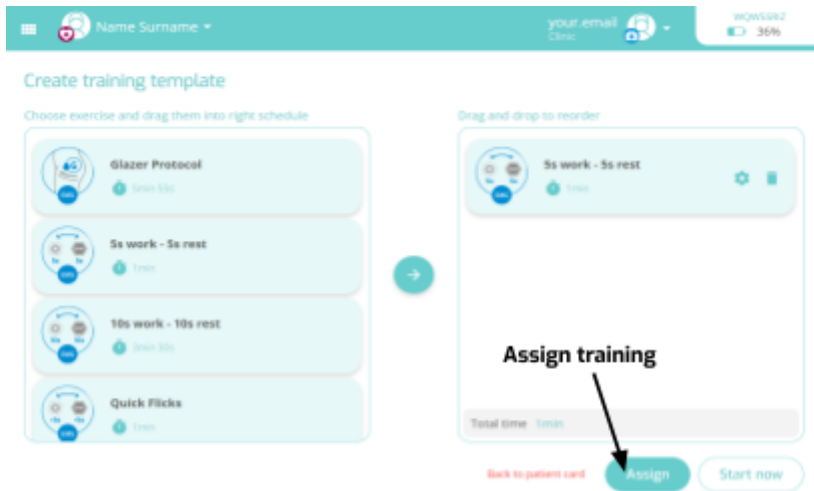 Name Surname
your.email
Clinic
36%
Create training template
Choose exercise and drag them into right schedule
Drag and drop to reorder
Glazer Protocol
5s work - 5s rest
1min
10s work - 10s rest
Quick Flicks
1min
5s work - 5s rest
1min
Assign training
Total time 1min
Back to patient card
Assign
Start now